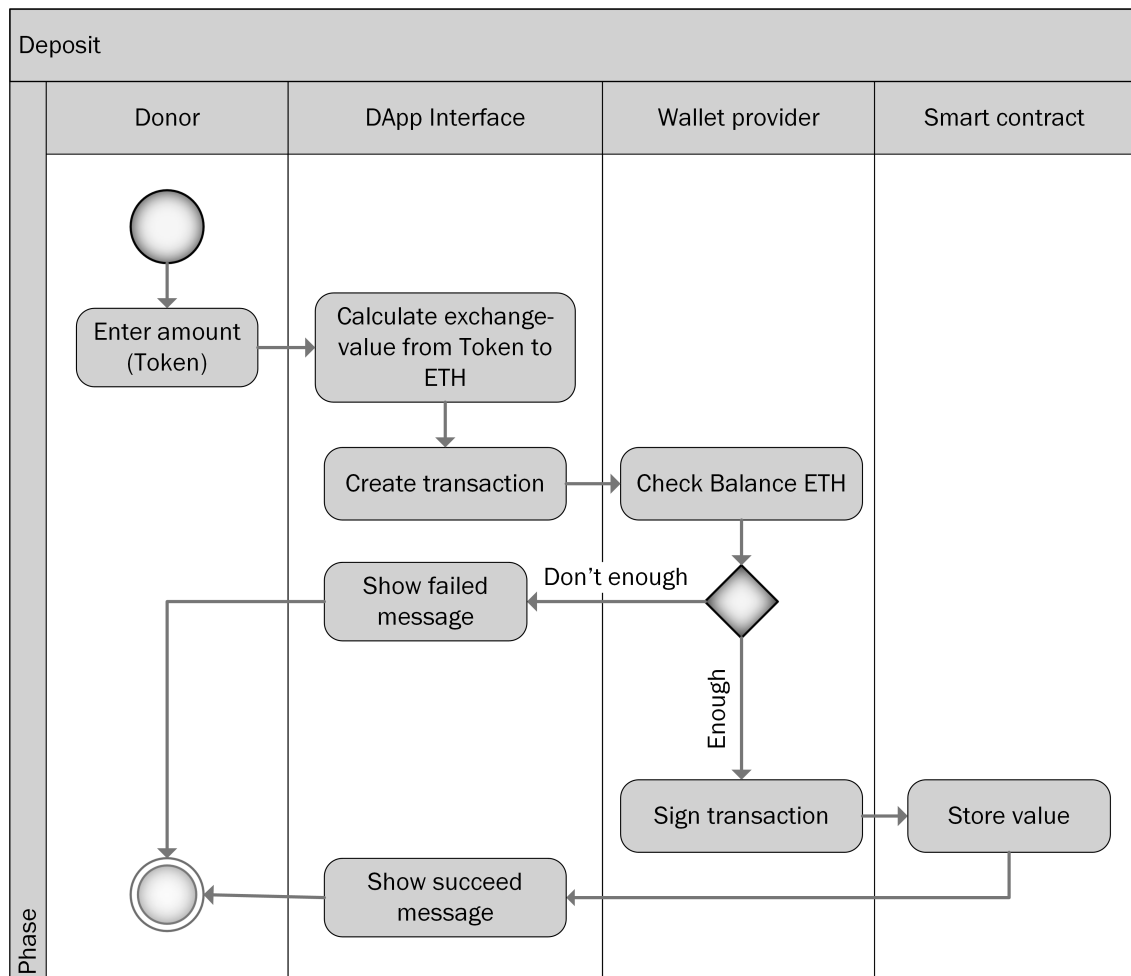 Deposit
Donor
DApp Interface
Wallet provider
Smart contract
Enter amount
(Token)
Calculate exchange-
value from Token to
ETH
Create transaction
Check Balance ETH
Don't enough
Show failed
message
Enough
Sign transaction
Store value
Show succeed
message
Phase